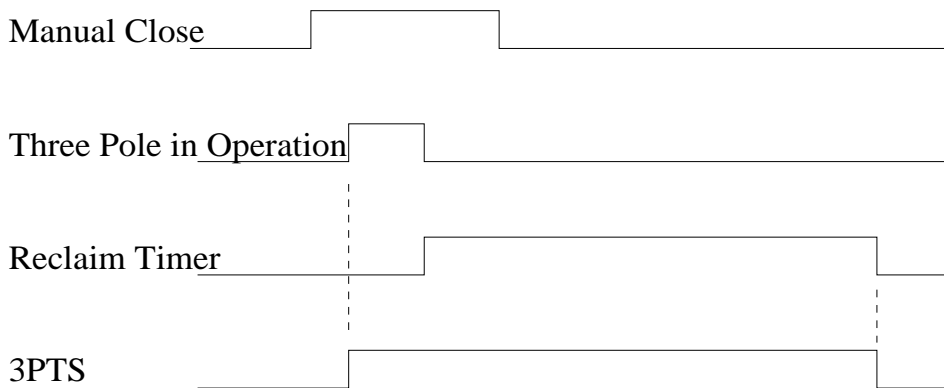 Manual Close
Three Pole in Operation
Reclaim Timer
3PTS